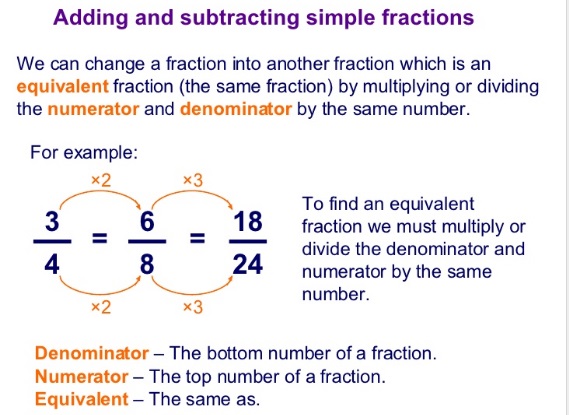 Adding and subtracting simple fractions
We can change a fraction into another fraction which is an
equivalent fraction (the same fraction) by multiplying or dividing
the numerator and denominator by the same number.
For example:
×2 ×3
3 = 6 = 18
4 8 24
×2 ×3
To find an equivalent
fraction we must multiply or
divide the denominator and
numerator by the same
number.
Denominator – The bottom number of a fraction.
Numerator – The top number of a fraction.
Equivalent – The same as.